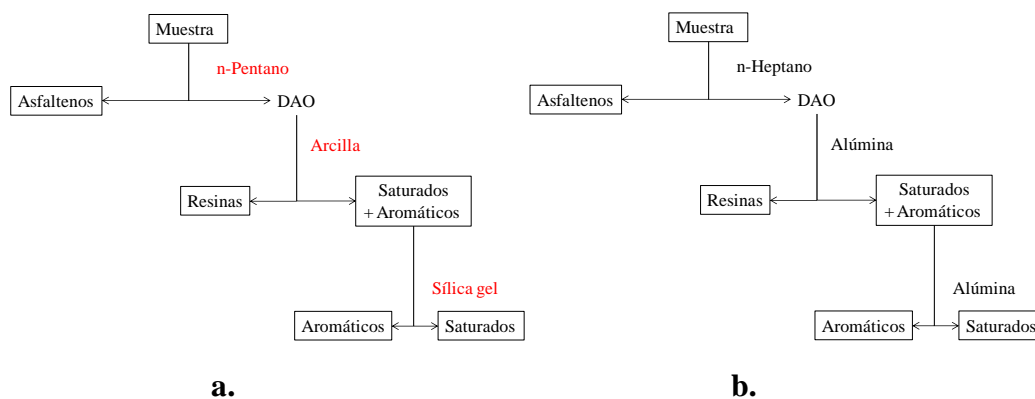 Muestra
n-Pentano
Asfaltenos
DAO
Arcilla
Resinas
Saturados
+ Aromáticos
Sílica gel
Aromáticos
Saturados
a.
Muestra
n-Heptano
Asfaltenos
DAO
Alúmina
Resinas
Saturados
+ Aromáticos
Alúmina
Aromáticos
Saturados
b.